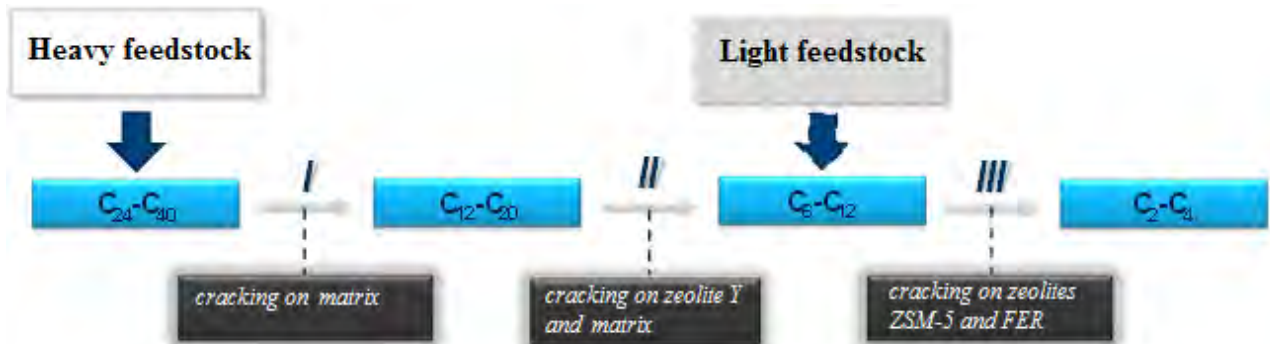 Heavy feedstock
Light feedstock
I
II
III
C24-C40
C12-C20
C6-C12
C2-C4
cracking on matrix
cracking on zeolite Y
and matrix
cracking on zeolites
ZSM-5 and FER